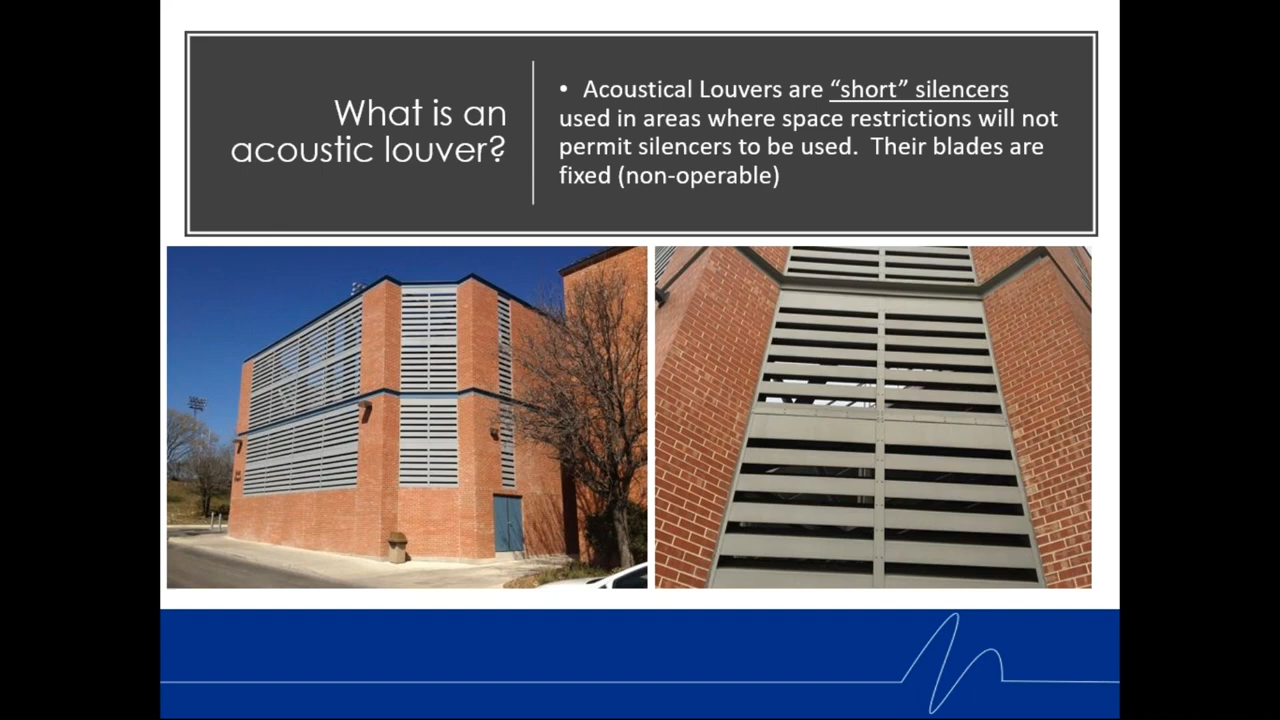 What is an
acoustic louver?
• Acoustical Louvers are “short” silencers
used in areas where space restrictions will not
permit silencers to be used.  Their blades are
fixed (non-operable)